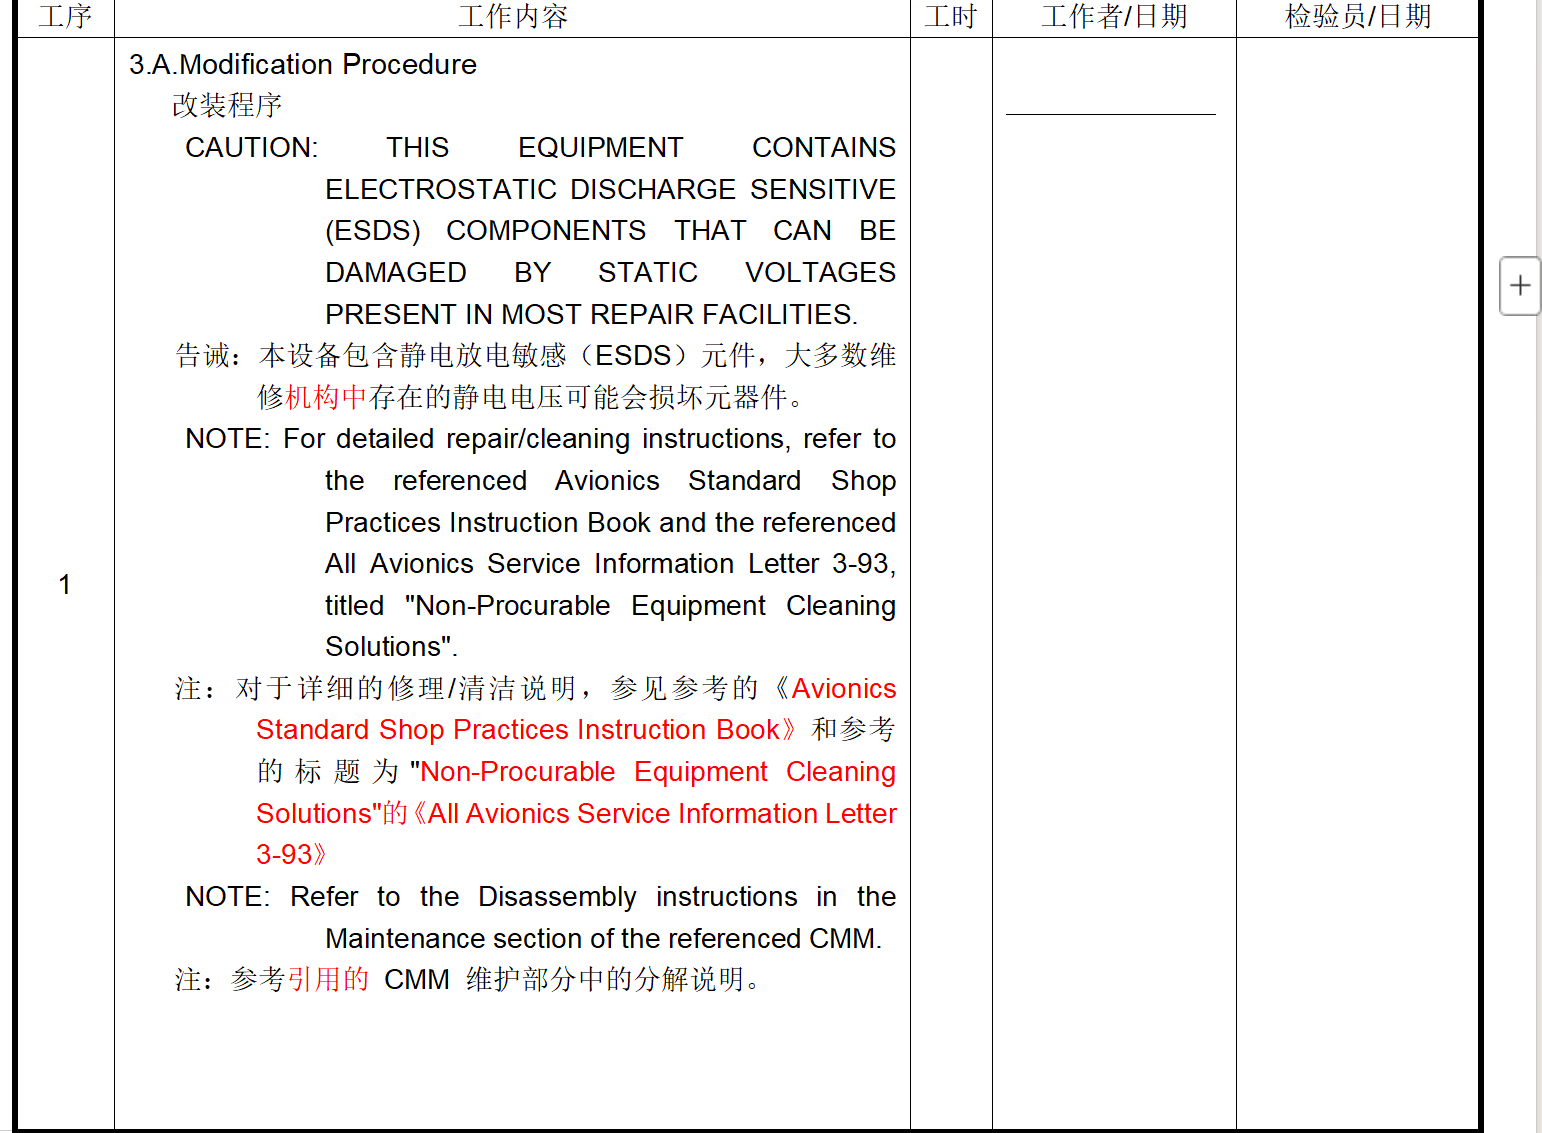 工序 工作内容 工时 工作者/日期 检验员/日期
3.A.Modification Procedure
改装程序
CAUTION: THIS EQUIPMENT CONTAINS
ELECTROSTATIC DISCHARGE SENSITIVE
(ESDS) COMPONENTS THAT CAN BE
DAMAGED BY STATIC VOLTAGES
PRESENT IN MOST REPAIR FACILITIES.
告诫：本设备包含静电放电敏感（ESDS）元件，大多数维
修机构中存在的静电电压可能会损坏元器件。
NOTE: For detailed repair/cleaning instructions, refer to
the referenced Avionics Standard Shop
Practices Instruction Book and the referenced
All Avionics Service Information Letter 3-93,
1
titled "Non-Procurable Equipment Cleaning
Solutions".
注：对于详细的修理/清洁说明，参见参考的《Avionics
Standard Shop Practices Instruction Book》和参考
的标题为"Non-Procurable Equipment Cleaning
Solutions"的《All Avionics Service Information Letter
3-93》
NOTE: Refer to the Disassembly instructions in the
Maintenance section of the referenced CMM.
注：参考引用的 CMM 维护部分中的分解说明。